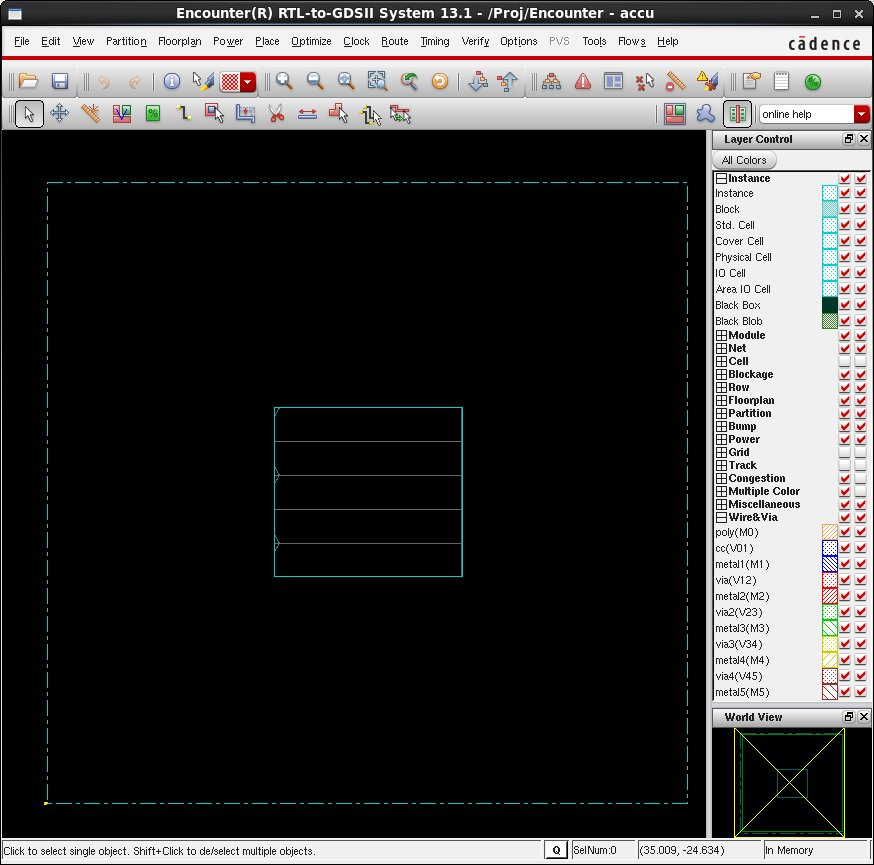 Encounter(R) RTL-to-GDSII System 13.1 - /Proj/Encounter - accu
File Edit View Partition Floorplan Power Place Optimize Clock Route Timing Verify Options PVS Tools Flows Help
cādence
online help
Layer Control
All Colors
Instance
Instance
Block
Std. Cell
Cover Cell
Physical Cell
IO Cell
Area IO Cell
Black Box
Black Blob
Module
Net
Cell
Blockage
Row
Floorplan
Partition
Bump
Power
Grid
Track
Congestion
Multiple Color
Miscellaneous
Wire&Via
poly(M0)
cc(V01)
metal1(M1)
via(V12)
metal2(M2)
via2(V23)
metal3(M3)
via3(V34)
metal4(M4)
via4(V45)
metal5(M5)
World View
Click to select single object. Shift+Click to de/select multiple objects. Q SelNum:0 (35.009, -24.634) In Memory